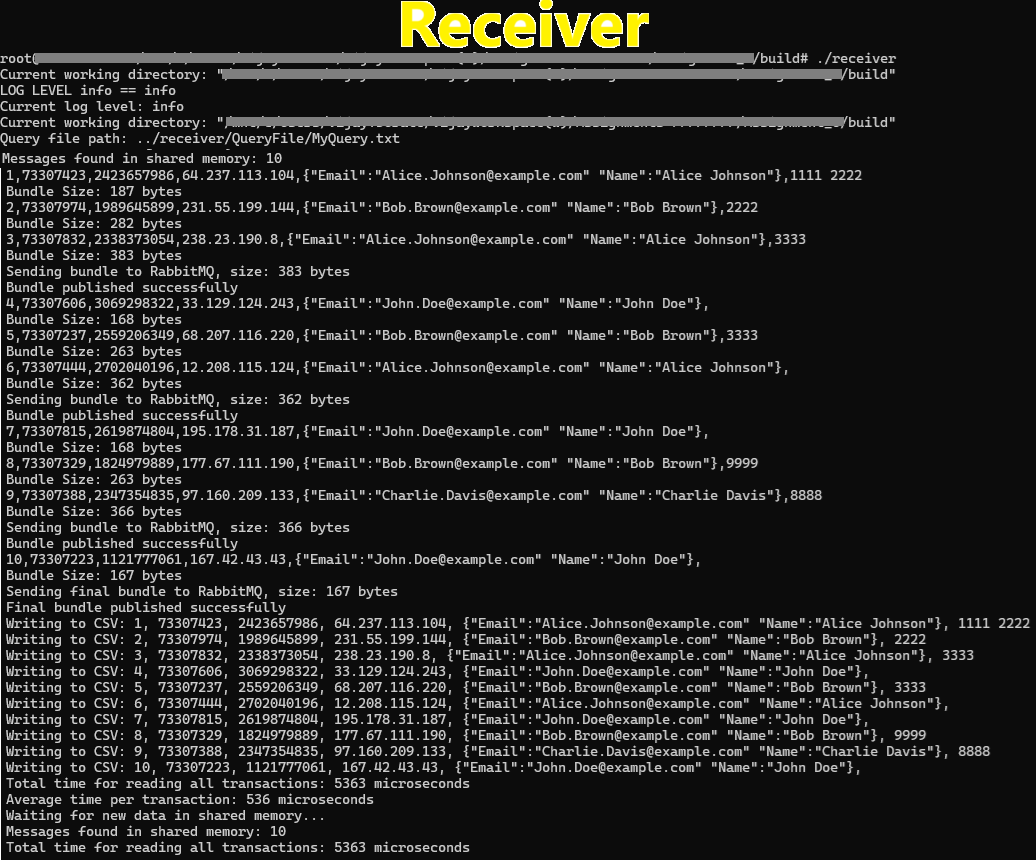 Receiver
root@/build# ./receiver
Current working directory: "/build"
LOG LEVEL info == info
Current log level: info
Current working directory: "/build"
Query file path: ../receiver/QueryFile/MyQuery.txt
Messages found in shared memory: 10
1,73307423,2423657986,64.237.113.104,{"Email":"Alice.Johnson@example.com" "Name":"Alice Johnson"},1111 2222
Bundle Size: 187 bytes
2,73307974,1989645899,231.55.199.144,{"Email":"Bob.Brown@example.com" "Name":"Bob Brown"},2222
Bundle Size: 282 bytes
3,73307832,2338373054,238.23.190.8,{"Email":"Alice.Johnson@example.com" "Name":"Alice Johnson"},3333
Bundle Size: 383 bytes
Sending bundle to RabbitMQ, size: 383 bytes
Bundle published successfully
4,73307606,3069298322,33.129.124.243,{"Email":"John.Doe@example.com" "Name":"John Doe"},
Bundle Size: 168 bytes
5,73307237,2559206349,68.207.116.220,{"Email":"Bob.Brown@example.com" "Name":"Bob Brown"},3333
Bundle Size: 263 bytes
6,73307444,2702040196,12.208.115.124,{"Email":"Alice.Johnson@example.com" "Name":"Alice Johnson"},
Bundle Size: 362 bytes
Sending bundle to RabbitMQ, size: 362 bytes
Bundle published successfully
7,73307815,2619874804,195.178.31.187,{"Email":"John.Doe@example.com" "Name":"John Doe"},
Bundle Size: 168 bytes
8,73307329,1824979889,177.67.111.190,{"Email":"Bob.Brown@example.com" "Name":"Bob Brown"},9999
Bundle Size: 263 bytes
9,73307388,2347354835,97.160.209.133,{"Email":"Charlie.Davis@example.com" "Name":"Charlie Davis"},8888
Bundle Size: 366 bytes
Sending bundle to RabbitMQ, size: 366 bytes
Bundle published successfully
10,73307223,1121777061,167.42.43.43,{"Email":"John.Doe@example.com" "Name":"John Doe"},
Bundle Size: 167 bytes
Sending final bundle to RabbitMQ, size: 167 bytes
Final bundle published successfully
Writing to CSV: 1, 73307423, 2423657986, 64.237.113.104, {"Email":"Alice.Johnson@example.com" "Name":"Alice Johnson"}, 1111 2222
Writing to CSV: 2, 73307974, 1989645899, 231.55.199.144, {"Email":"Bob.Brown@example.com" "Name":"Bob Brown"}, 2222
Writing to CSV: 3, 73307832, 2338373054, 238.23.190.8, {"Email":"Alice.Johnson@example.com" "Name":"Alice Johnson"}, 3333
Writing to CSV: 4, 73307606, 3069298322, 33.129.124.243, {"Email":"John.Doe@example.com" "Name":"John Doe"},
Writing to CSV: 5, 73307237, 2559206349, 68.207.116.220, {"Email":"Bob.Brown@example.com" "Name":"Bob Brown"}, 3333
Writing to CSV: 6, 73307444, 2702040196, 12.208.115.124, {"Email":"Alice.Johnson@example.com" "Name":"Alice Johnson"},
Writing to CSV: 7, 73307815, 2619874804, 195.178.31.187, {"Email":"John.Doe@example.com" "Name":"John Doe"},
Writing to CSV: 8, 73307329, 1824979889, 177.67.111.190, {"Email":"Bob.Brown@example.com" "Name":"Bob Brown"}, 9999
Writing to CSV: 9, 73307388, 2347354835, 97.160.209.133, {"Email":"Charlie.Davis@example.com" "Name":"Charlie Davis"}, 8888
Writing to CSV: 10, 73307223, 1121777061, 167.42.43.43, {"Email":"John.Doe@example.com" "Name":"John Doe"},
Total time for reading all transactions: 5363 microseconds
Average time per transaction: 536 microseconds
Waiting for new data in shared memory...
Messages found in shared memory: 10
Total time for reading all transactions: 5363 microseconds